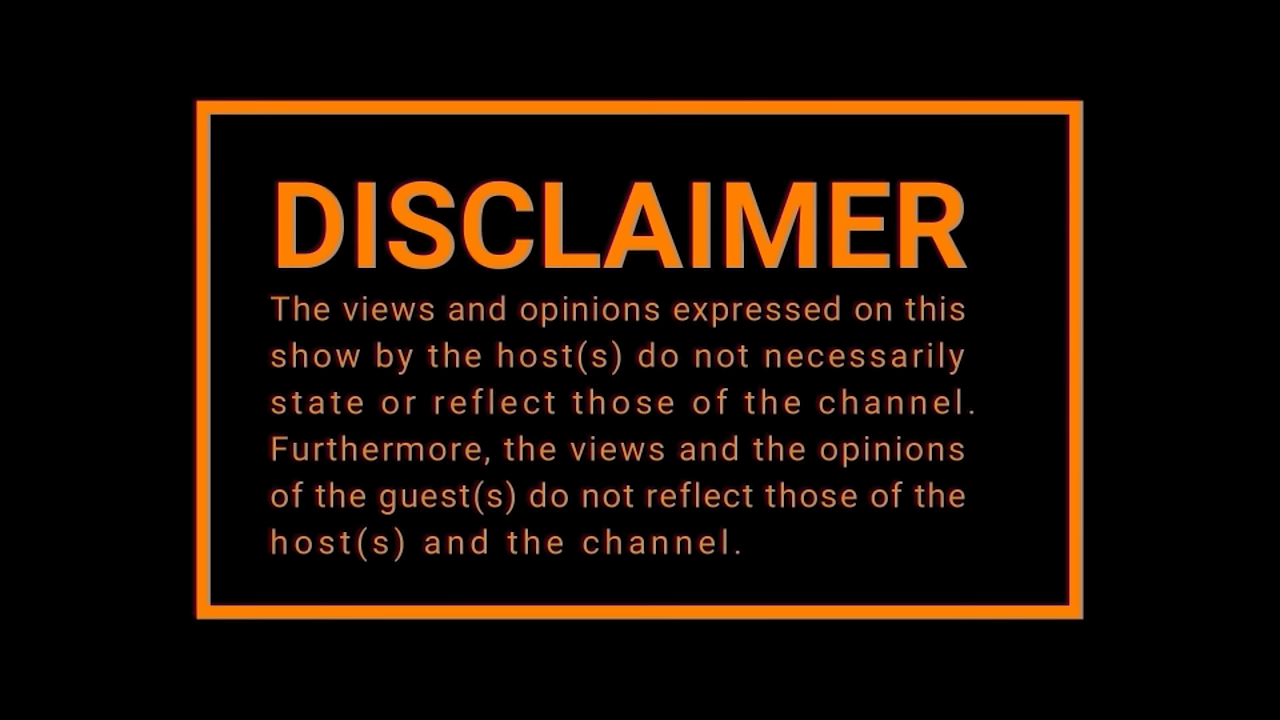 DISCLAIMER
The views and opinions expressed on this
show by the host(s) do not necessarily
state or reflect those of the channel.
Furthermore, the views and the opinions
of the guest(s) do not reflect those of the
host(s) and the channel.